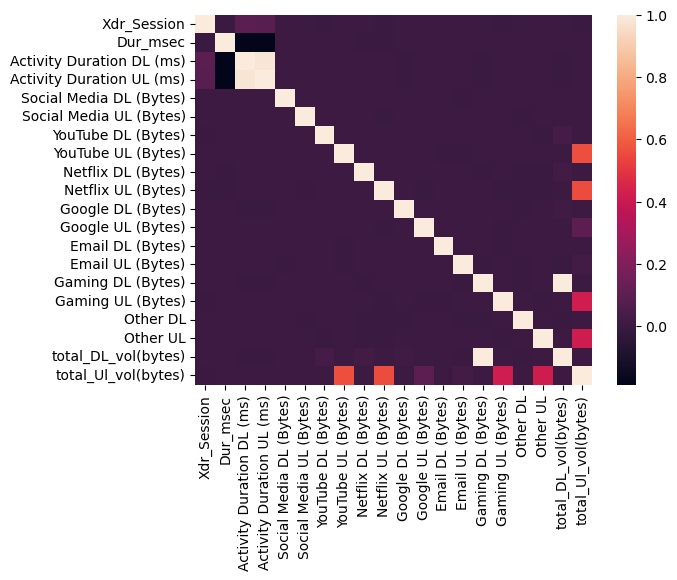 Xdr_Session
Dur_msec
Activity Duration DL (ms)
Activity Duration UL (ms)
Social Media DL (Bytes)
Social Media UL (Bytes)
YouTube DL (Bytes)
YouTube UL (Bytes)
Netflix DL (Bytes)
Netflix UL (Bytes)
Google DL (Bytes)
Google UL (Bytes)
Email DL (Bytes)
Email UL (Bytes)
Gaming DL (Bytes)
Gaming UL (Bytes)
Other DL
Other UL
total_DL_vol(bytes)
total_Ul_vol(bytes)
Xdr_Session
Dur_msec
Activity Duration DL (ms)
Activity Duration UL (ms)
Social Media DL (Bytes)
Social Media UL (Bytes)
YouTube DL (Bytes)
YouTube UL (Bytes)
Netflix DL (Bytes)
Netflix UL (Bytes)
Google DL (Bytes)
Google UL (Bytes)
Email DL (Bytes)
Email UL (Bytes)
Gaming DL (Bytes)
Gaming UL (Bytes)
Other DL
Other UL
total_DL_vol(bytes)
total_Ul_vol(bytes)
1.0
0.8
0.6
0.4
0.2
0.0